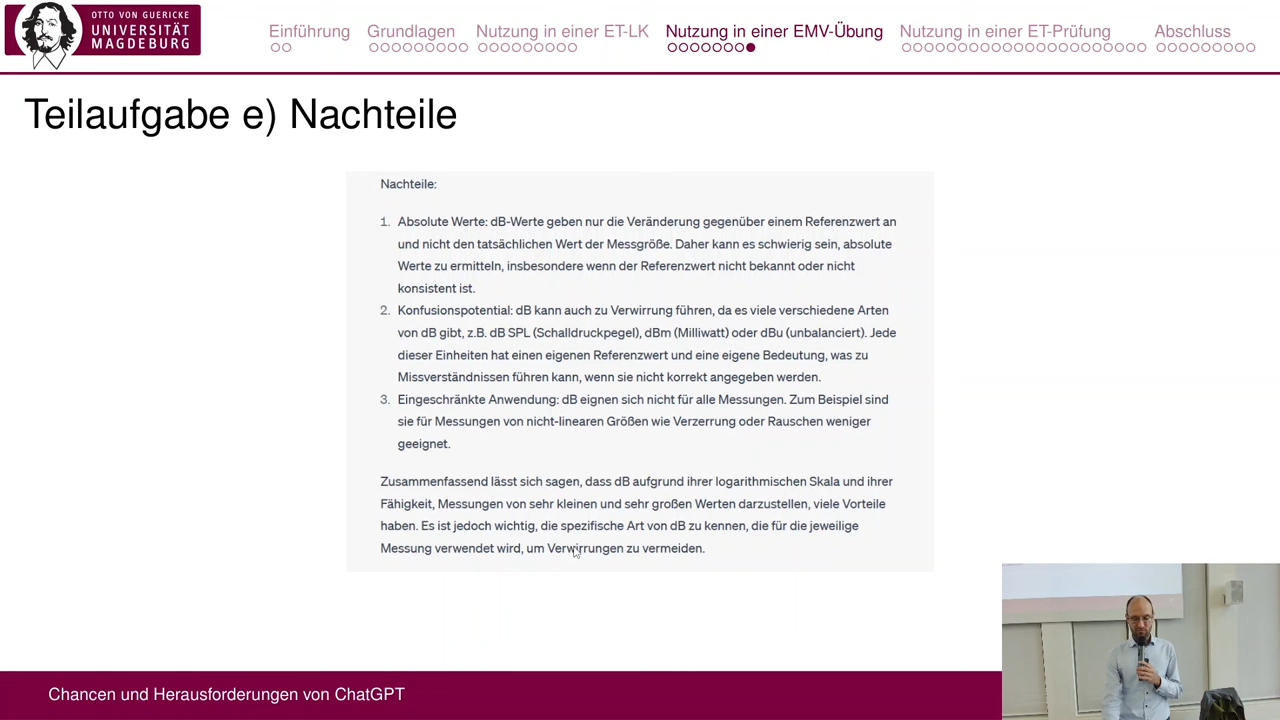 OTTO VON GUERICKE
UNIVERSITÄT
MAGDEBURG
Einführung
Grundlagen
Nutzung in einer ET-LK
Nutzung in einer EMV-Übung
Nutzung in einer ET-Prüfung
Abschluss
Teilaufgabe e) Nachteile
Nachteile:
1. Absolute Werte: dB-Werte geben nur die Veränderung gegenüber einem Referenzwert an
und nicht den tatsächlichen Wert der Messgröße. Daher kann es schwierig sein, absolute
Werte zu ermitteln, insbesondere wenn der Referenzwert nicht bekannt oder nicht
konsistent ist.
2. Konfusionspotential: dB kann auch zu Verwirrung führen, da es viele verschiedene Arten
von dB gibt, z.B. dB SPL (Schalldruckpegel), dBm (Milliwatt) oder dBu (unbalanciert). Jede
dieser Einheiten hat einen eigenen Referenzwert und eine eigene Bedeutung, was zu
Missverständnissen führen kann, wenn sie nicht korrekt angegeben werden.
3. Eingeschränkte Anwendung: dB eignen sich nicht für alle Messungen. Zum Beispiel sind
sie für Messungen von nicht-linearen Größen wie Verzerrung oder Rauschen weniger
geeignet.
Zusammenfassend lässt sich sagen, dass dB aufgrund ihrer logarithmischen Skala und ihrer
Fähigkeit, Messungen von sehr kleinen und sehr großen Werten darzustellen, viele Vorteile
haben. Es ist jedoch wichtig, die spezifische Art von dB zu kennen, die für die jeweilige
Messung verwendet wird, um Verwirrungen zu vermeiden.
Chancen und Herausforderungen von ChatGPT